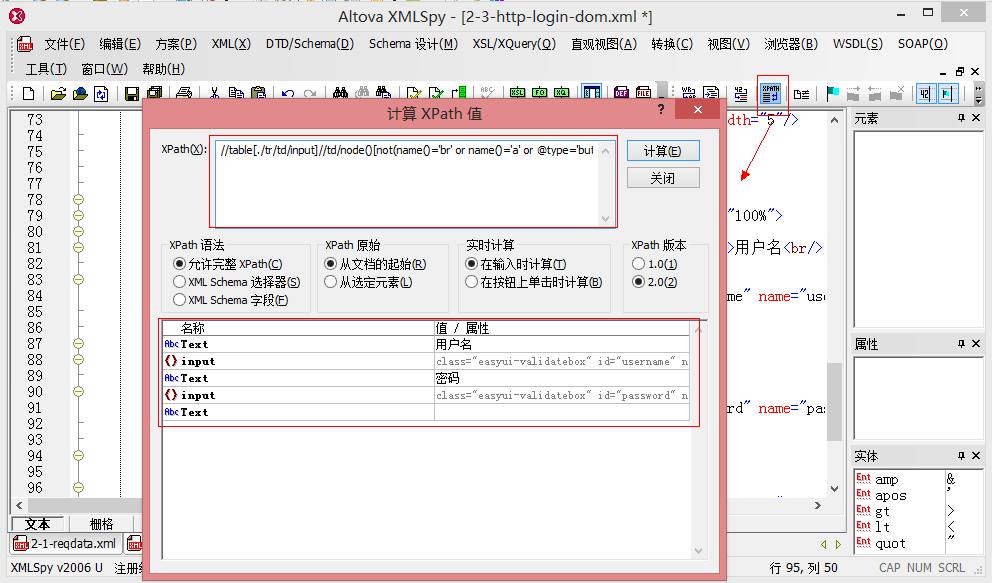 Altova XMLSpy - [2-3-http-login-dom.xml *]
文件(F) 编辑(E) 方案(P) XML(X) DTD/Schema(D) Schema 设计(M) XSL/XQuery(Q) 直观视图(A) 转换(C) 视图(V) 浏览器(B) WSDL(S) SOAP(O)
工具(T) 窗口(W) 帮助(H)
XPATH
计算 XPath 值
XPath(X):
//table[./tr/td/input]//td/node()[not(name()='br' or name()='a' or @type='but
计算(E)
关闭
XPath 语法
允许完整 XPath(C)
XML Schema 选择器(S)
XML Schema 字段(F)
XPath 原始
从文档的起始(R)
从选定元素(L)
实时计算
在输入时计算(T)
在按钮上单击时计算(B)
XPath 版本
1.0(1)
2.0(2)
名称 值 / 属性
Abc Text 用户名
{} input class="easyui-validatebox" id="username" n
Abc Text 密码
{} input class="easyui-validatebox" id="password" n
Abc Text
73
74
75
76
77
78
79
80
81
82
83
84
85
86
87
88
89
90
91
92
93
94
95
96
dth="5"/>
"100%">
>用户名<br/>
me" name="use
rd" name="pas
元素
属性
实体
Ent amp &
Ent apos '
Ent gt >
Ent lt <
Ent quot "
文本 栅格
2-1-reqdata.xml
XMLSpy v2006 U
行 95, 列 50
CAP NUM SCRL